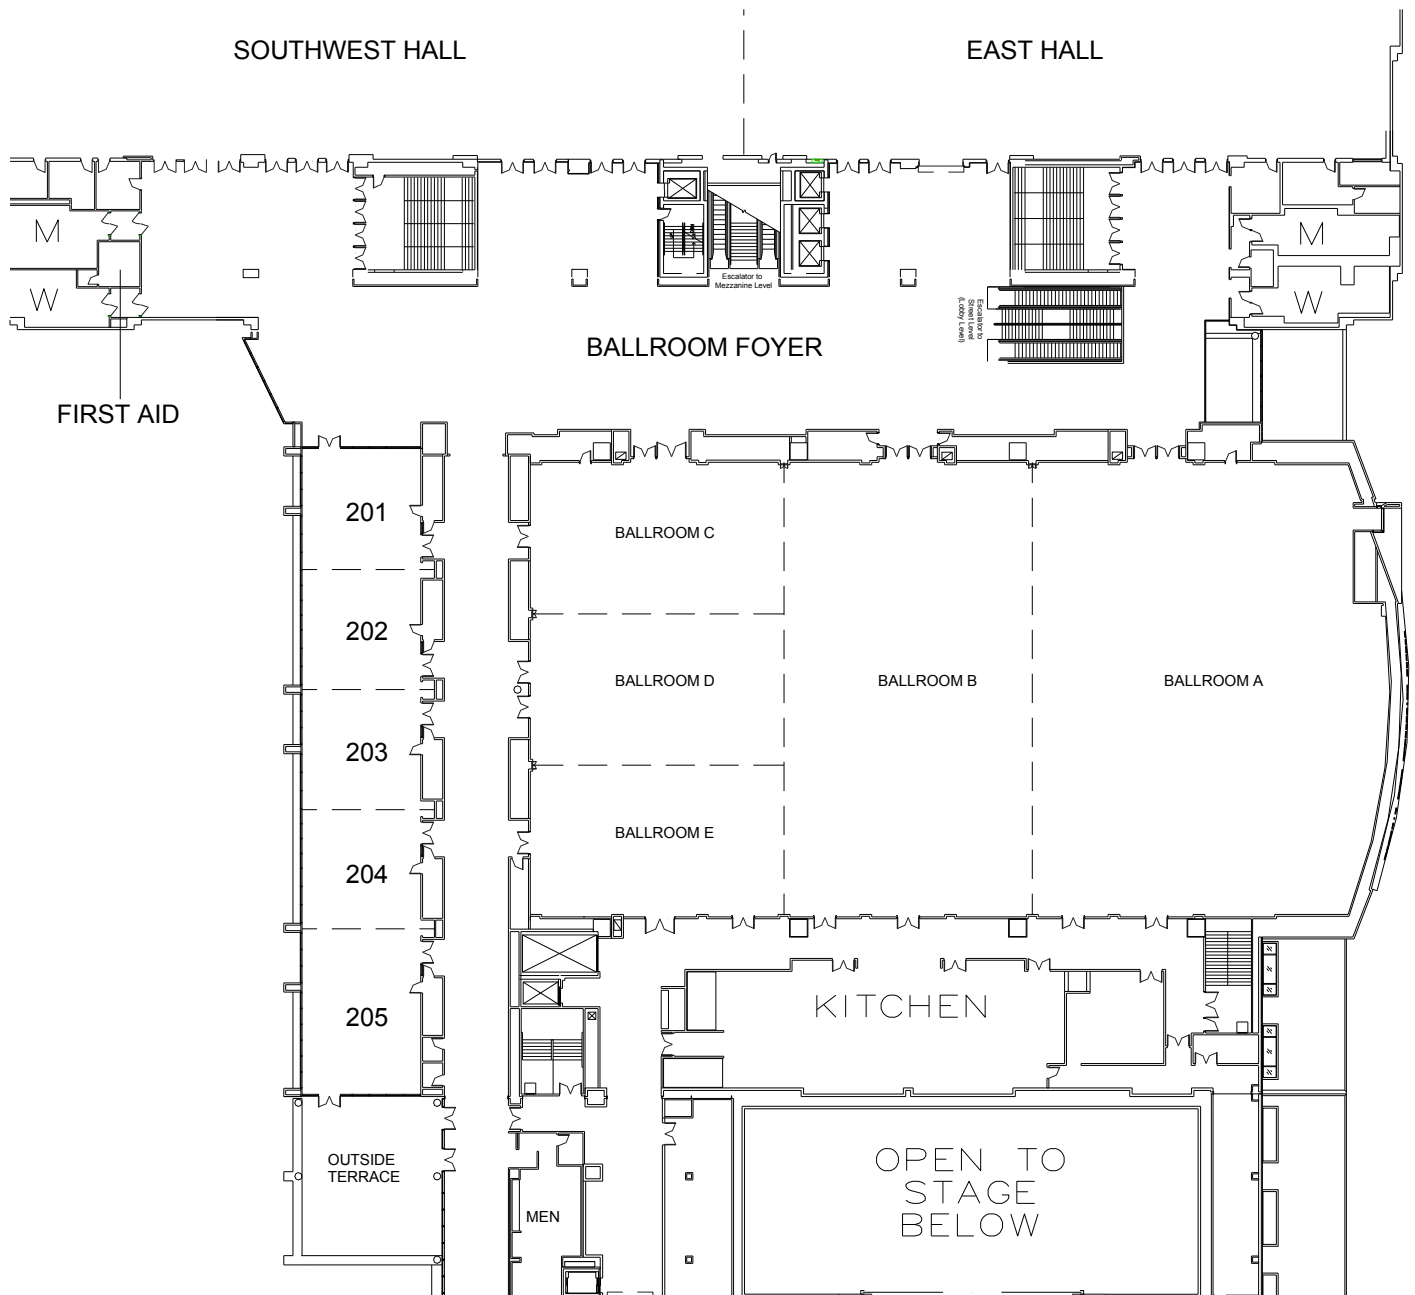 SOUTHWEST HALL
EAST HALL
M
W
Escalator to
Mezzanine Level
M
W
Escalator to
Street Level
(Lobby Level)
BALLROOM FOYER
FIRST AID
201
202
203
204
205
BALLROOM C
BALLROOM D
BALLROOM E
BALLROOM B
BALLROOM A
KITCHEN
OUTSIDE
TERRACE
MEN
OPEN TO
STAGE
BELOW